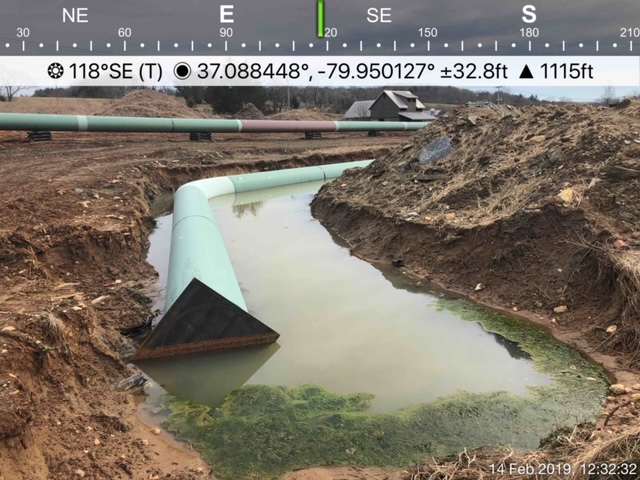 NE E SE S
30 60 90 120 150 180 210
118°SE (T) 37.088448°, -79.950127° ±32.8ft ▲ 1115ft
14 Feb 2019, 12:32:32